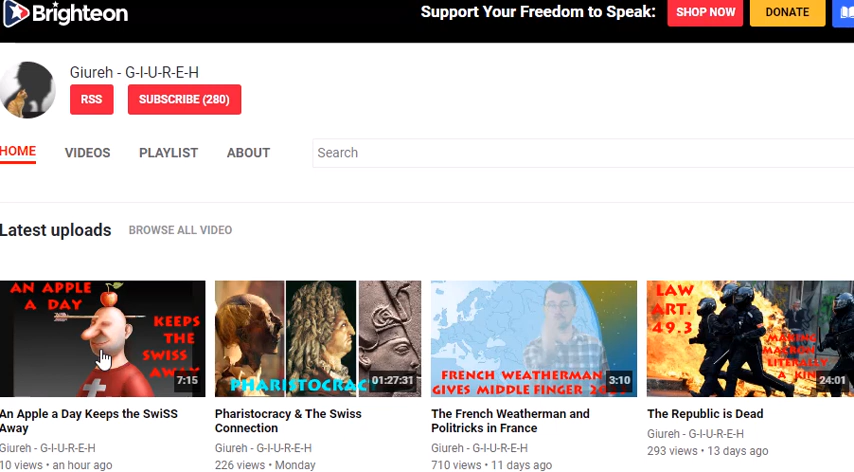 Brighteon
Support Your Freedom to Speak:
SHOP NOW
DONATE
Giureh - G-I-U-R-E-H
RSS
SUBSCRIBE (280)
HOME
VIDEOS
PLAYLIST
ABOUT
Search
Latest uploads
BROWSE ALL VIDEO
AN APPLE
A DAY
KEEPS
THE
SWISS
AWAY
7:15
PHARISTOCRAC
01:27:31
FRENCH WEATHERMAN
GIVES MIDDLE FINGER
3:10
LAW
ART.
49.3
MAKING
MACRON
LITERALLY
A KIN
24:01
An Apple a Day Keeps the SwiSS
Away
Giureh - G-I-U-R-E-H
10 views • an hour ago
Pharistocracy & The Swiss
Connection
Giureh - G-I-U-R-E-H
226 views • Monday
The French Weatherman and
Politricks in France
Giureh - G-I-U-R-E-H
710 views • 11 days ago
The Republic is Dead
Giureh - G-I-U-R-E-H
293 views • 13 days ago